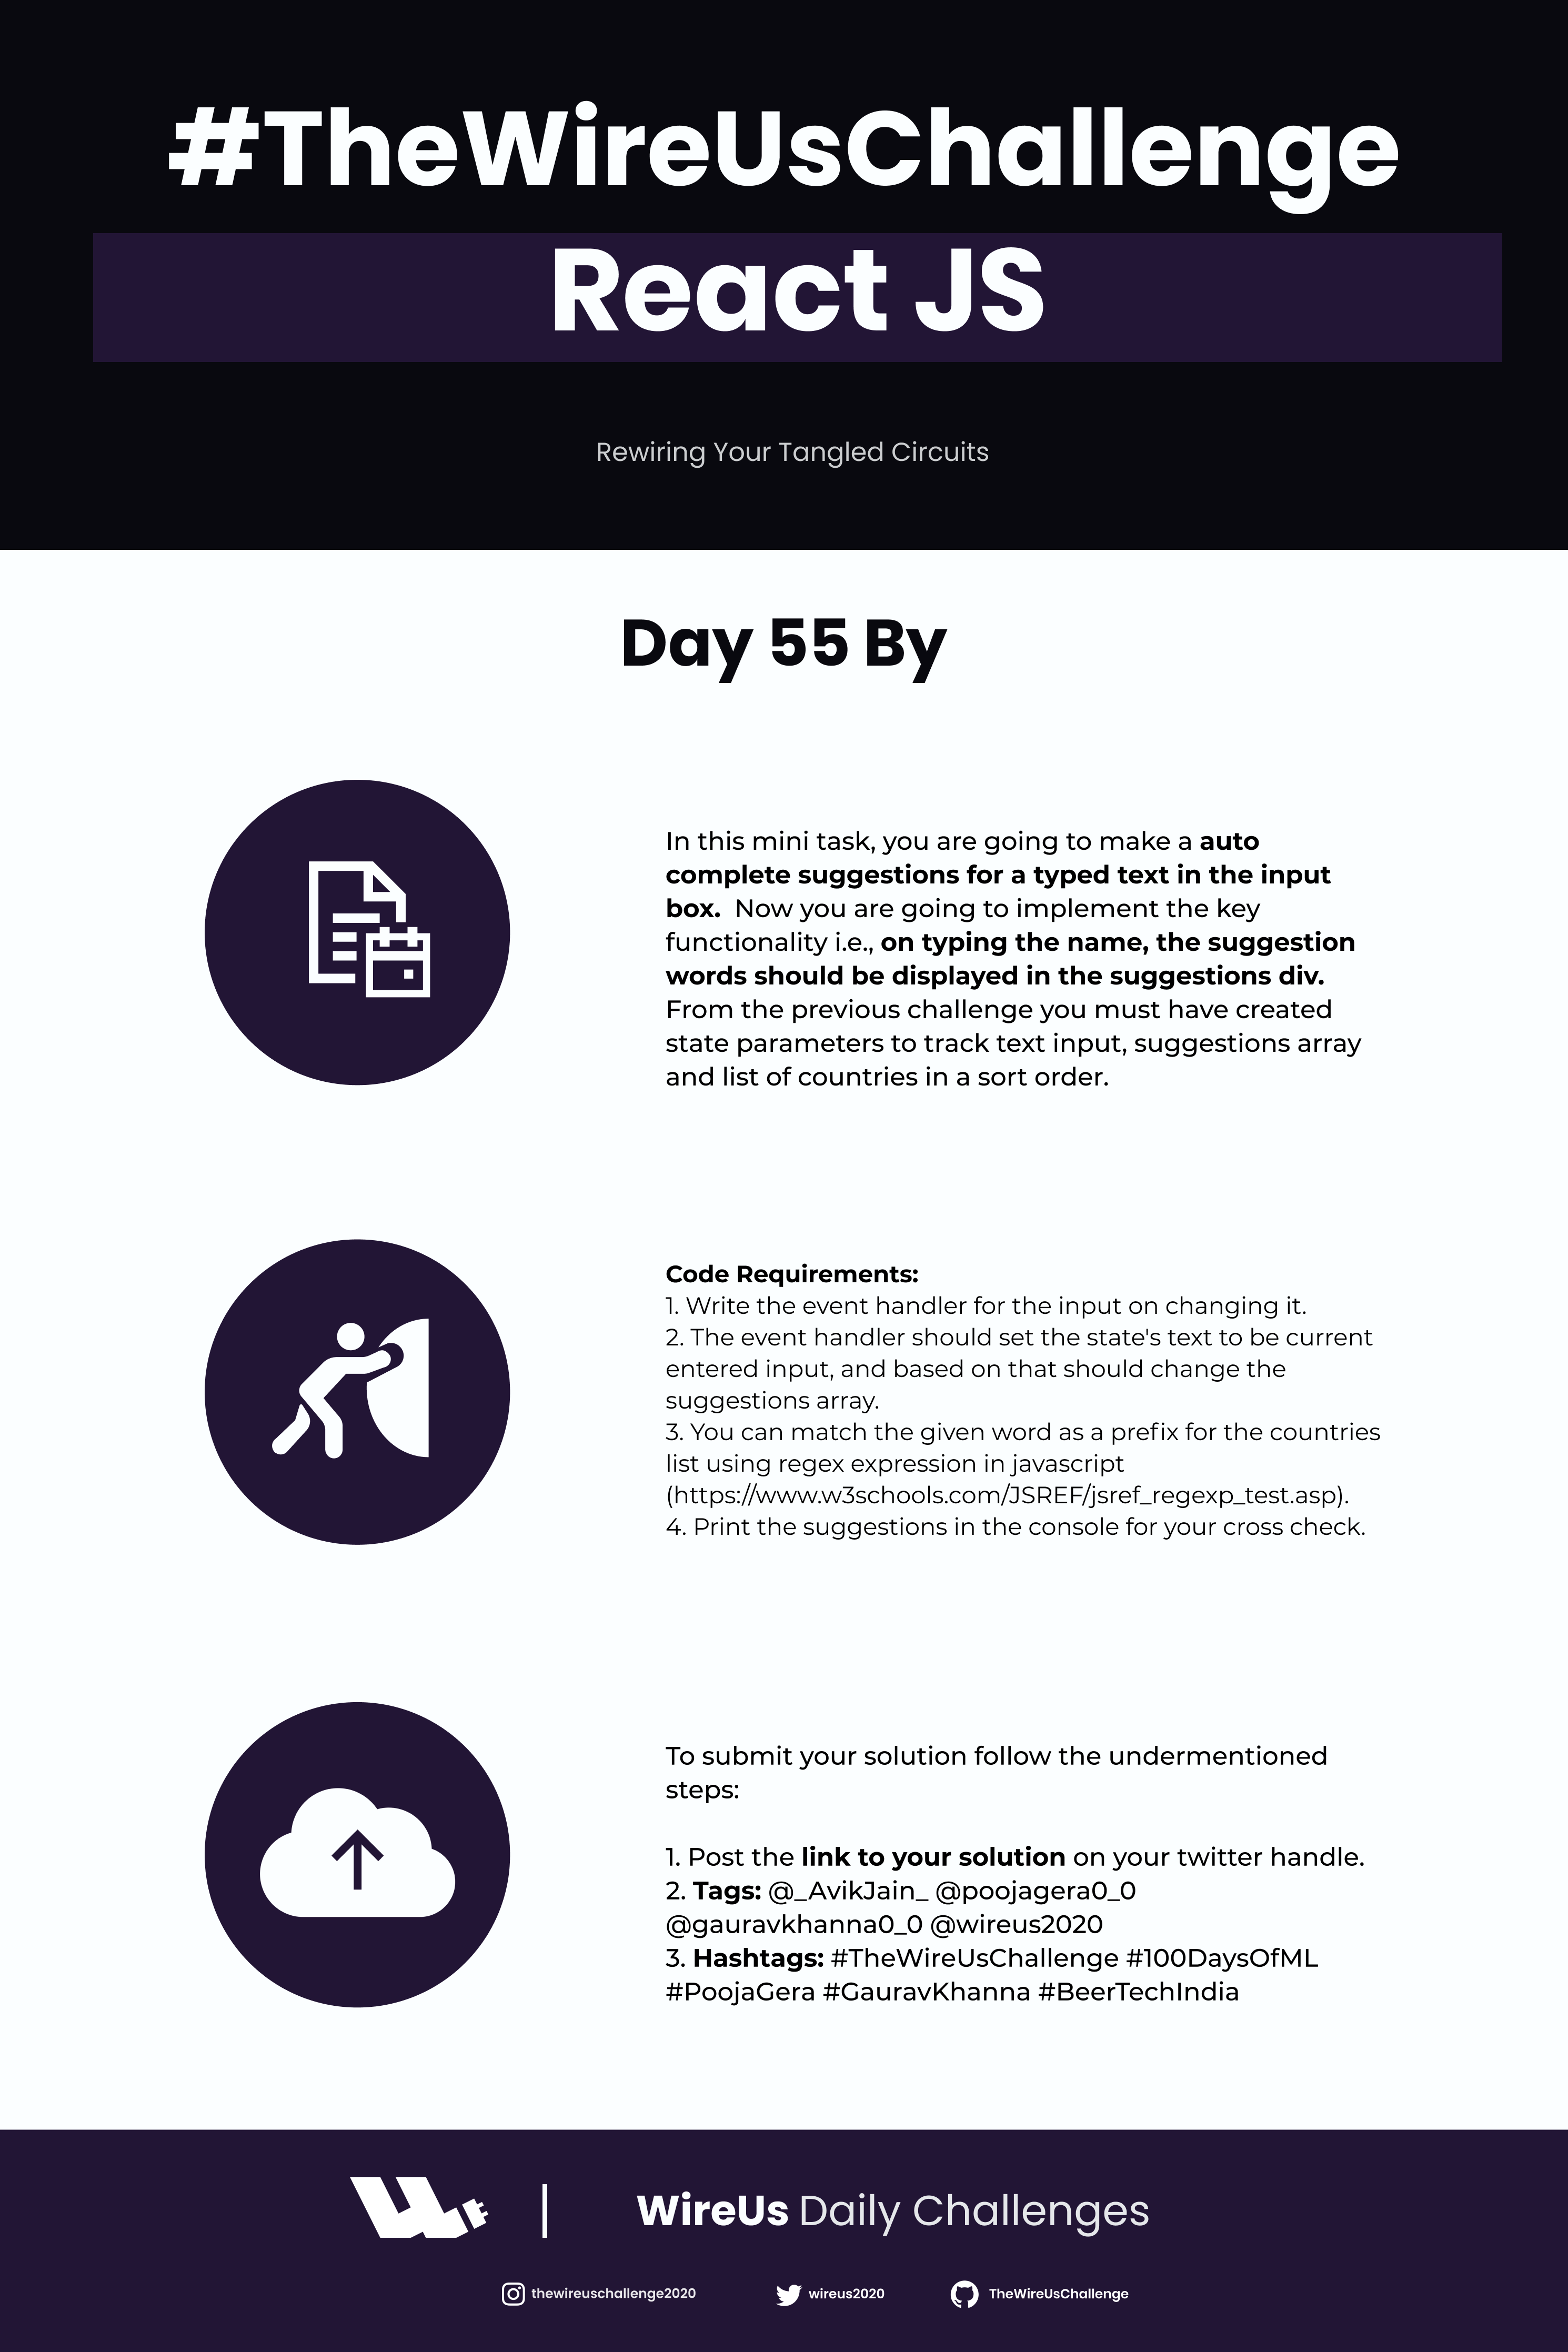 #TheWireUsChallenge
React JS
Rewiring Your Tangled Circuits
Day 55 By
In this mini task, you are going to make a auto
complete suggestions for a typed text in the input
box.  Now you are going to implement the key
functionality i.e., on typing the name, the suggestion
words should be displayed in the suggestions div.
From the previous challenge you must have created
state parameters to track text input, suggestions array
and list of countries in a sort order.
Code Requirements:
1. Write the event handler for the input on changing it.
2. The event handler should set the state's text to be current
entered input, and based on that should change the
suggestions array.
3. You can match the given word as a prefix for the countries
list using regex expression in javascript
(https://www.w3schools.com/JSREF/jsref_regexp_test.asp).
4. Print the suggestions in the console for your cross check.
To submit your solution follow the undermentioned
steps:
1. Post the link to your solution on your twitter handle.
2. Tags: @_AvikJain_ @poojagera0_0
@gauravkhanna0_0 @wireus2020
3. Hashtags: #TheWireUsChallenge #100DaysOfML
#PoojaGera #GauravKhanna #BeerTechIndia
WireUs Daily Challenges
thewireuschallenge2020 wireus2020 TheWireUsChallenge